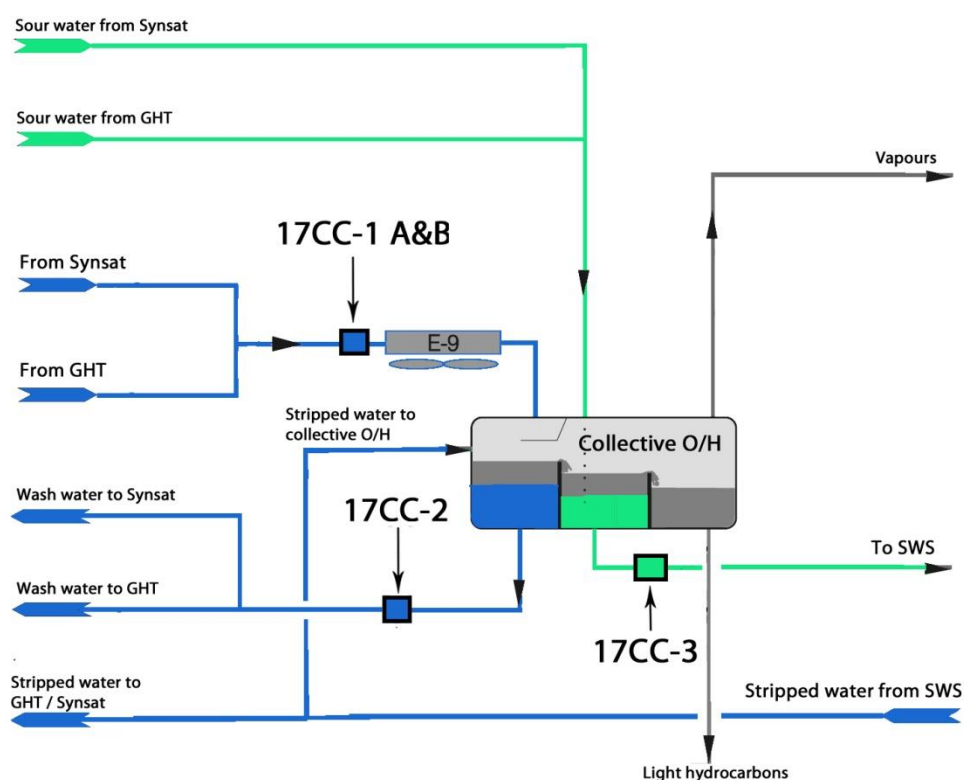 Sour water from Synsat
Sour water from GHT
Vapours
17CC-1 A&B
From Synsat
E-9
From GHT
Stripped water to
collective O/H
Collective O/H
Wash water to Synsat
17CC-2
To SWS
Wash water to GHT
17CC-3
Stripped water to
GHT / Synsat
Stripped water from SWS
Light hydrocarbons